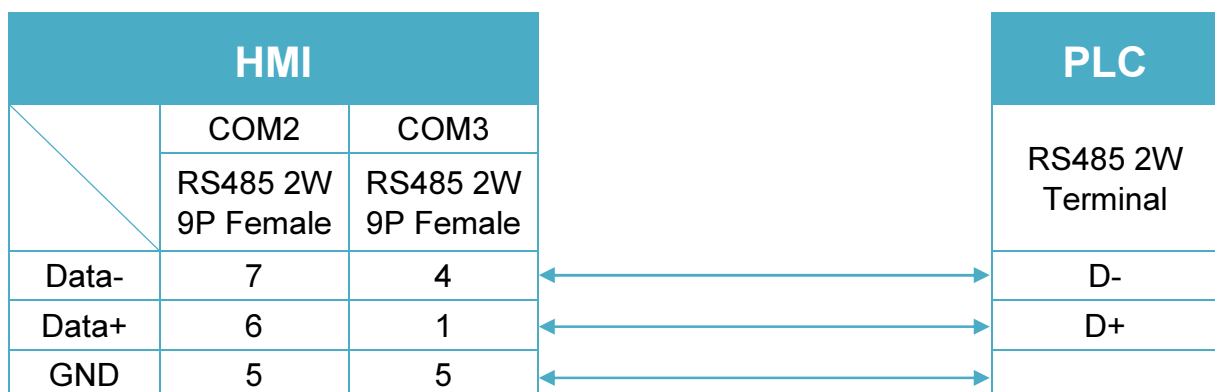 HMI PLC
COM2 COM3
RS485 2W
9P Female
RS485 2W
9P Female
RS485 2W
Terminal
Data- 7 4 D-
Data+ 6 1 D+
GND 5 5